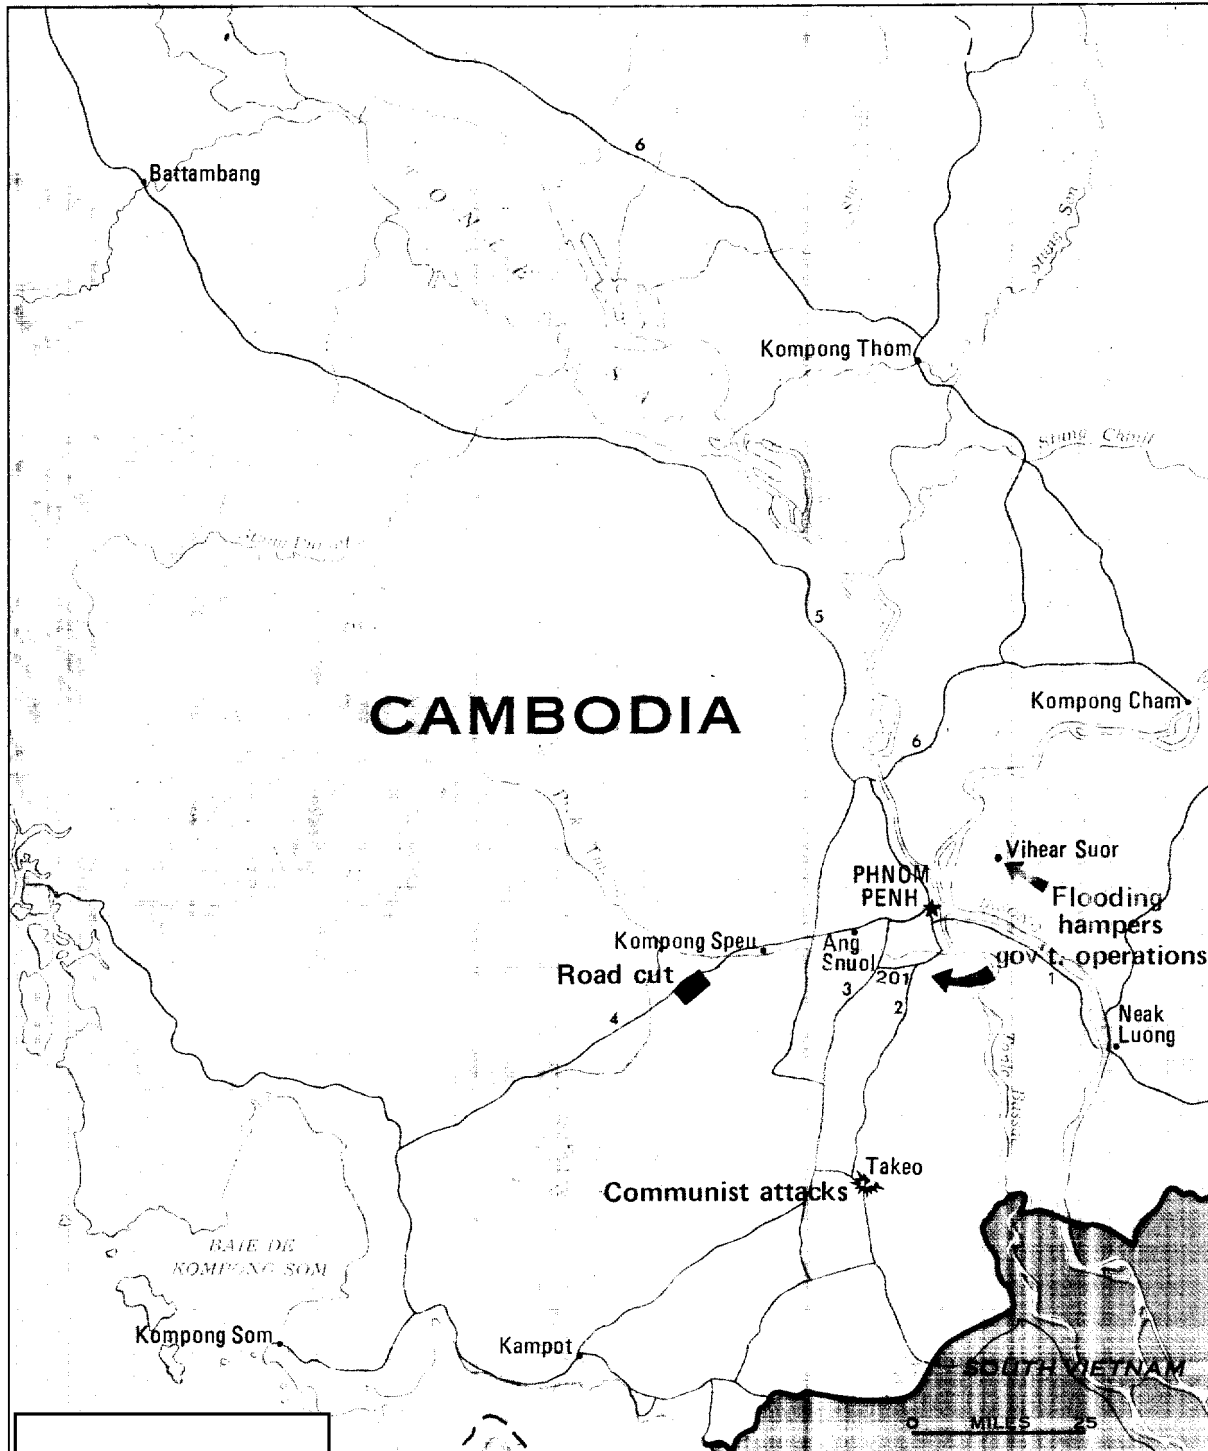 6
Battambang
Sen
Kompong Thom
Stung Chinit
5
CAMBODIA
Kompong Cham
6
Vihear Suor
PHNOM
PENH
Flooding
hampers
gov't. operations
Kompong Speu
Ang
Snuol
Road cut
201
3
2
1
4
Neak
Luong
Takeo
Communist attacks
BAIE DE
KOMPONG SOM
Kompong Som
Kampot
SOUTH VIETNAM
0 MILES 25